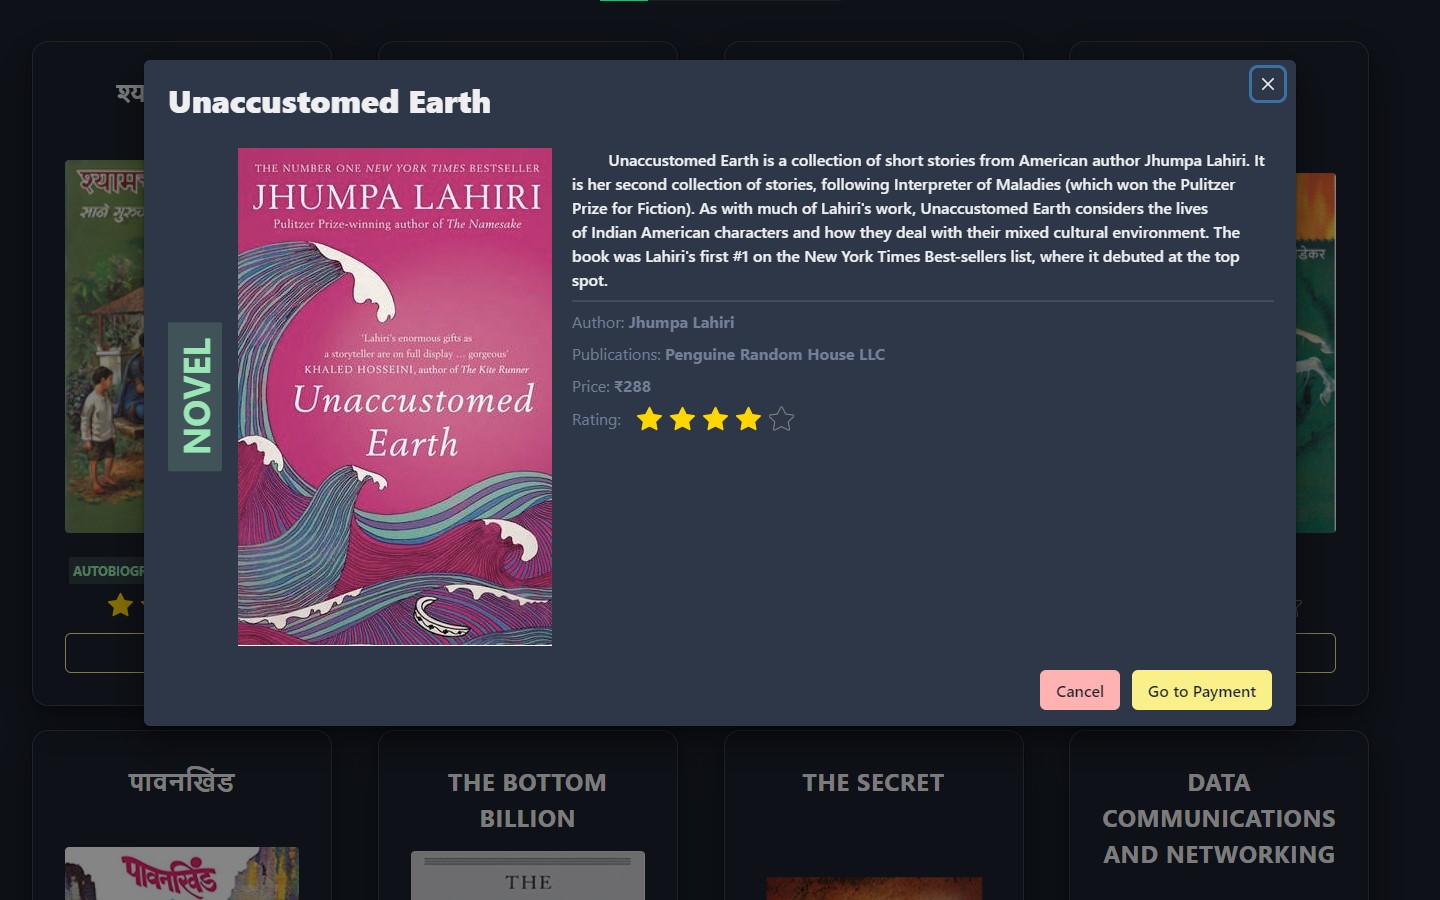 Unaccustomed Earth
NOVEL
THE NUMBER ONE NEW YORK TIMES BESTSELLER
JHUMPA LAHIRI
Pulitzer Prize-winning author of The Namesake
'Lahiri's enormous gifts as
a storyteller are on full display ... gorgeous'
KHALED HOSSEINI, author of The Kite Runner
Unaccustomed
Earth
Unaccustomed Earth is a collection of short stories from American author Jhumpa Lahiri. It
is her second collection of stories, following Interpreter of Maladies (which won the Pulitzer
Prize for Fiction). As with much of Lahiri's work, Unaccustomed Earth considers the lives
of Indian American characters and how they deal with their mixed cultural environment. The
book was Lahiri's first #1 on the New York Times Best-sellers list, where it debuted at the top
spot.
Author: Jhumpa Lahiri
Publications: Penguine Random House LLC
Price: ₹288
Rating:
Cancel
Go to Payment
पावनखिंड
THE BOTTOM
BILLION
THE SECRET
DATA
COMMUNICATIONS
AND NETWORKING
पावनखिंड
THE